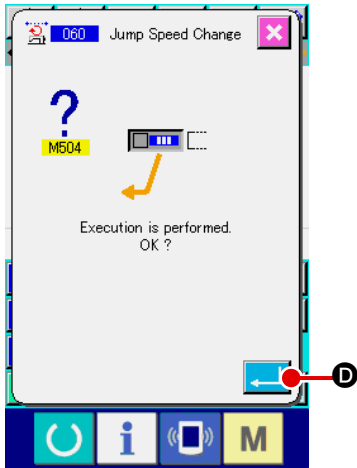 060 Jump Speed Change
?
M504
Execution is performed.
OK ?
D
i M